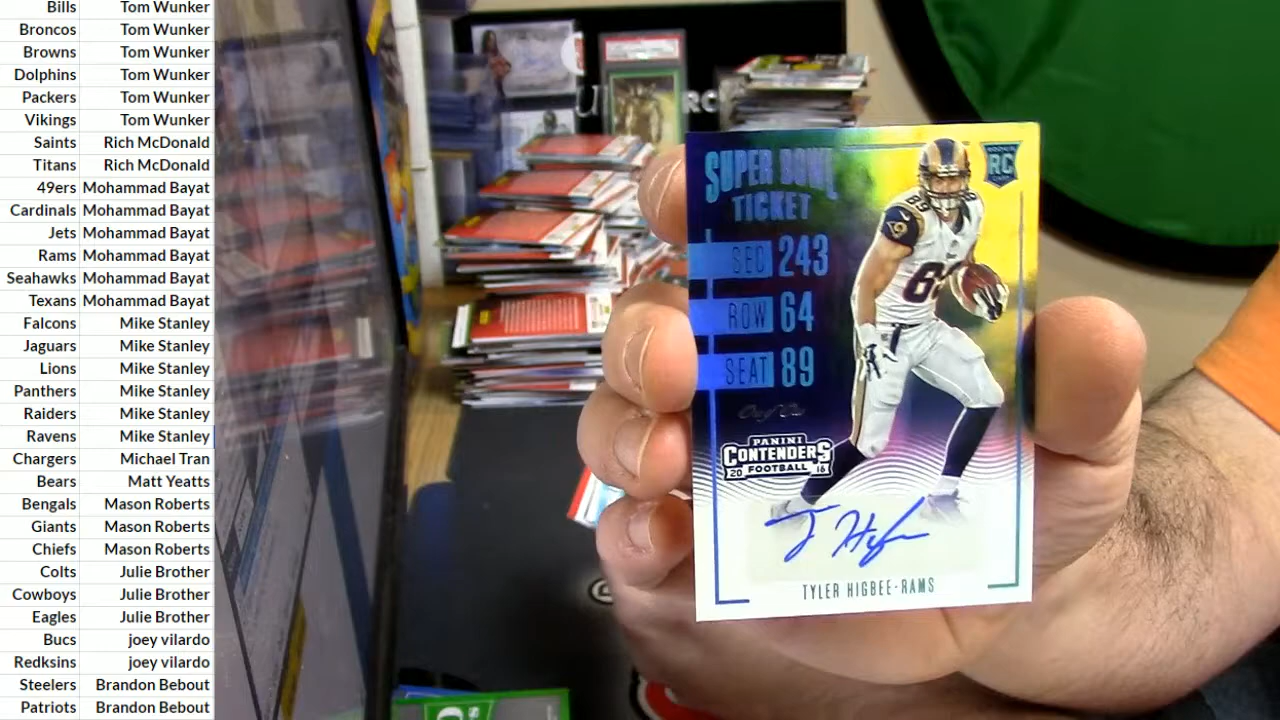 Bills Tom Wunker
Broncos Tom Wunker
Browns Tom Wunker
Dolphins Tom Wunker
Packers Tom Wunker
Vikings Tom Wunker
Saints Rich McDonald
Titans Rich McDonald
49ers Mohammad Bayat
Cardinals Mohammad Bayat
Jets Mohammad Bayat
Rams Mohammad Bayat
Seahawks Mohammad Bayat
Texans Mohammad Bayat
Falcons Mike Stanley
Jaguars Mike Stanley
Lions Mike Stanley
Panthers Mike Stanley
Raiders Mike Stanley
Ravens Mike Stanley
Chargers Michael Tran
Bears Matt Yeatts
Bengals Mason Roberts
Giants Mason Roberts
Chiefs Mason Roberts
Colts Julie Brother
Cowboys Julie Brother
Eagles Julie Brother
Bucs joey vilardo
Redksins joey vilardo
Steelers Brandon Bebout
Patriots Brandon Bebout
SUPER BOWL
TICKET
ROOKIE
RC
SEC 243
ROW 64
SEAT 89
PANINI
CONTENDERS
20 FOOTBALL 16
TYLER HIGBEE-RAMS